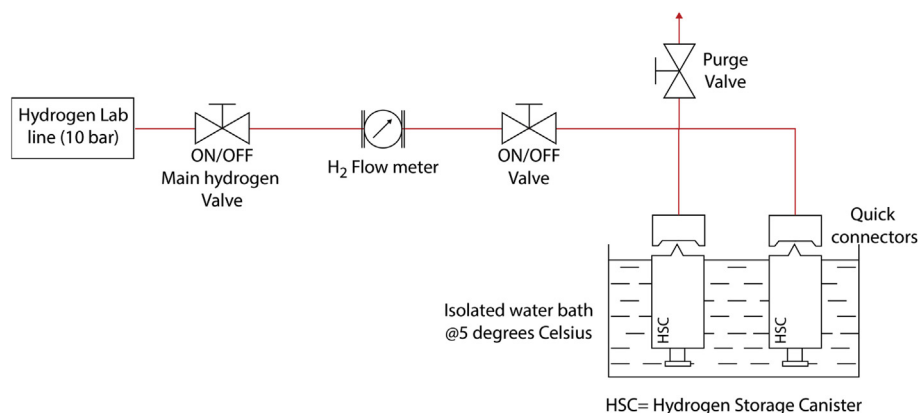 Purge
Valve
Hydrogen Lab
line (10 bar)
ON/OFF
Main hydrogen
Valve
H₂ Flow meter
ON/OFF
Valve
Quick
connectors
Isolated water bath
@5 degrees Celsius
HSC
HSC
HSC= Hydrogen Storage Canister